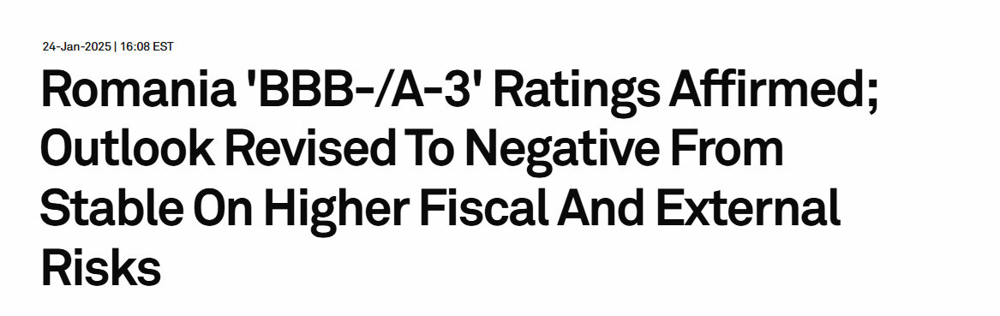 24-Jan-2025 | 16:08 EST
Romania 'BBB-/A-3' Ratings Affirmed;
Outlook Revised To Negative From
Stable On Higher Fiscal And External
Risks